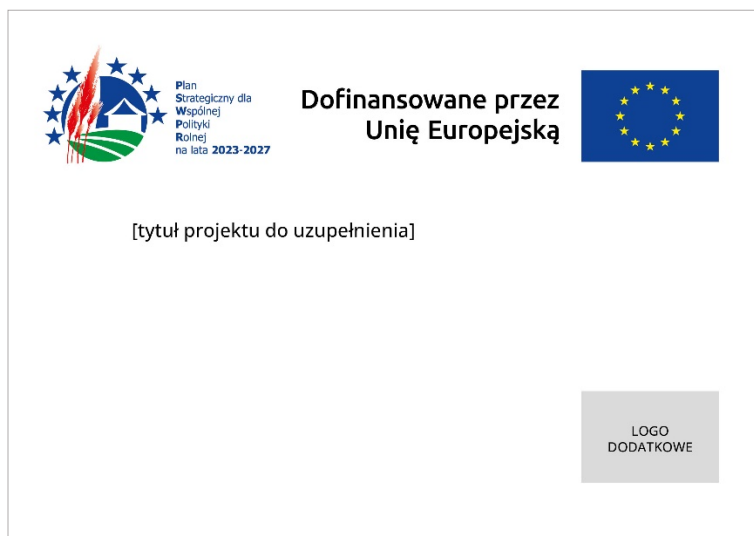 Plan
Strategiczny dla
Wspólnej
Polityki
Rolnej
na lata 2023-2027
Dofinansowane przez
Unię Europejską
[tytuł projektu do uzupełnienia]
LOGO
DODATKOWE